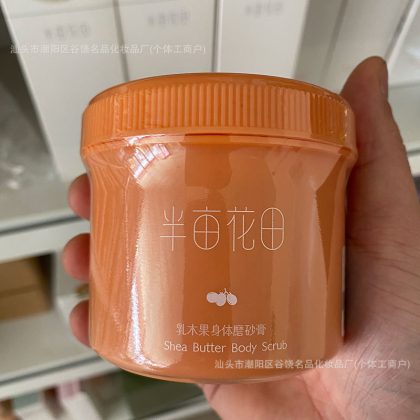 汕头市潮阳区谷饶名品化妆品厂(个体工商户)
半亩花田
乳木果身体磨砂膏
Shea Butter Body Scrub
汕头市潮阳区谷饶名品化妆品厂(个体工商户)